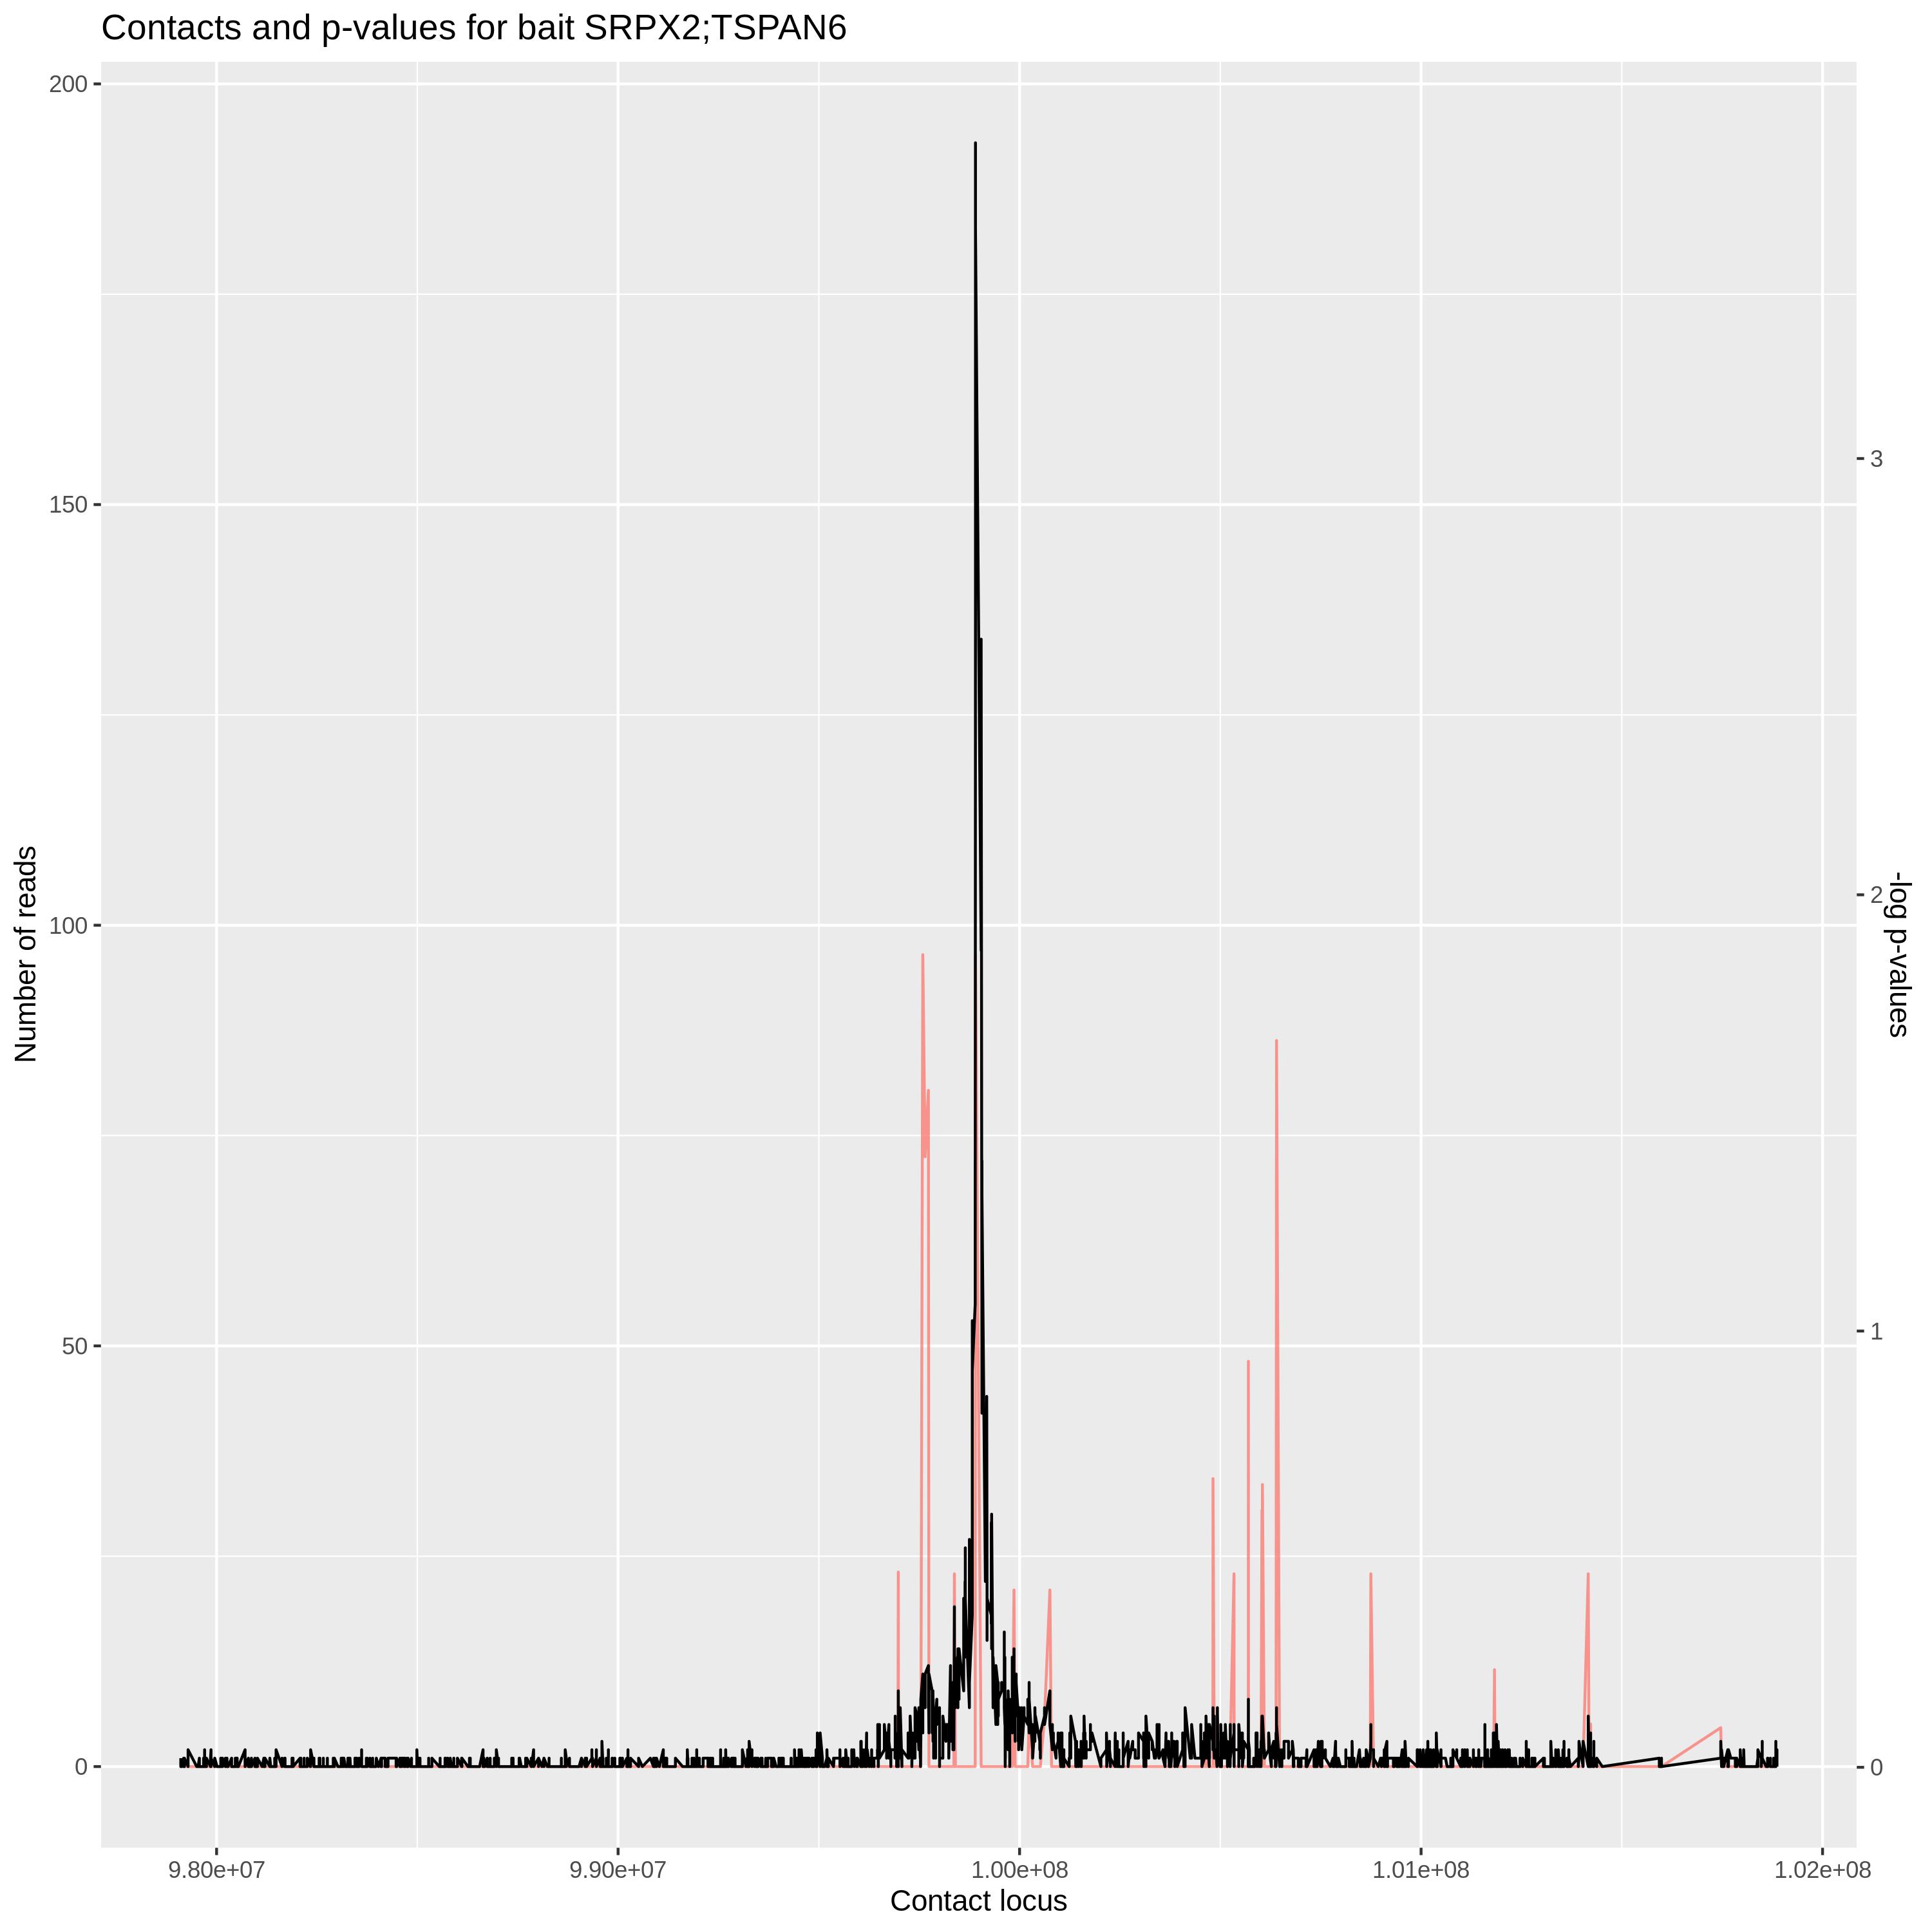 Contacts and p-values for bait SRPX2;TSPAN6
200
150
100
50
0
Number of reads
3
2
1
0
-log p-values
9.80e+07
9.90e+07
1.00e+08
1.01e+08
1.02e+08
Contact locus